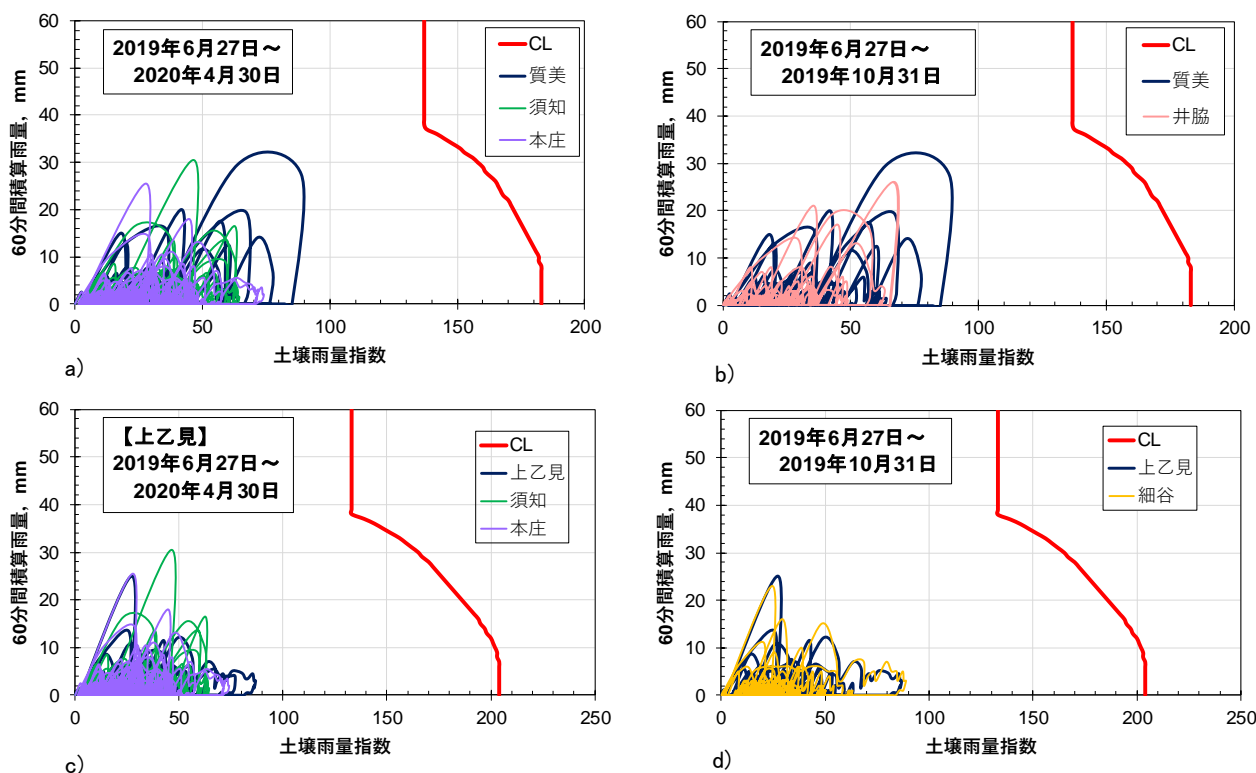 60
50
40
30
20
10
0
60分間積算雨量, mm
2019年6月27日～
2020年4月30日
CL
質美
須知
本庄
0
50
100
150
200
土壌雨量指数
a）
60
50
40
30
20
10
0
60分間積算雨量, mm
2019年6月27日～
2019年10月31日
CL
質美
井脇
0
50
100
150
200
土壌雨量指数
b）
60
50
40
30
20
10
0
60分間積算雨量, mm
【上乙見】
2019年6月27日～
2020年4月30日
CL
上乙見
須知
本庄
0
50
100
150
200
250
土壌雨量指数
c）
60
50
40
30
20
10
0
60分間積算雨量, mm
2019年6月27日～
2019年10月31日
CL
上乙見
細谷
0
50
100
150
200
250
土壌雨量指数
d）